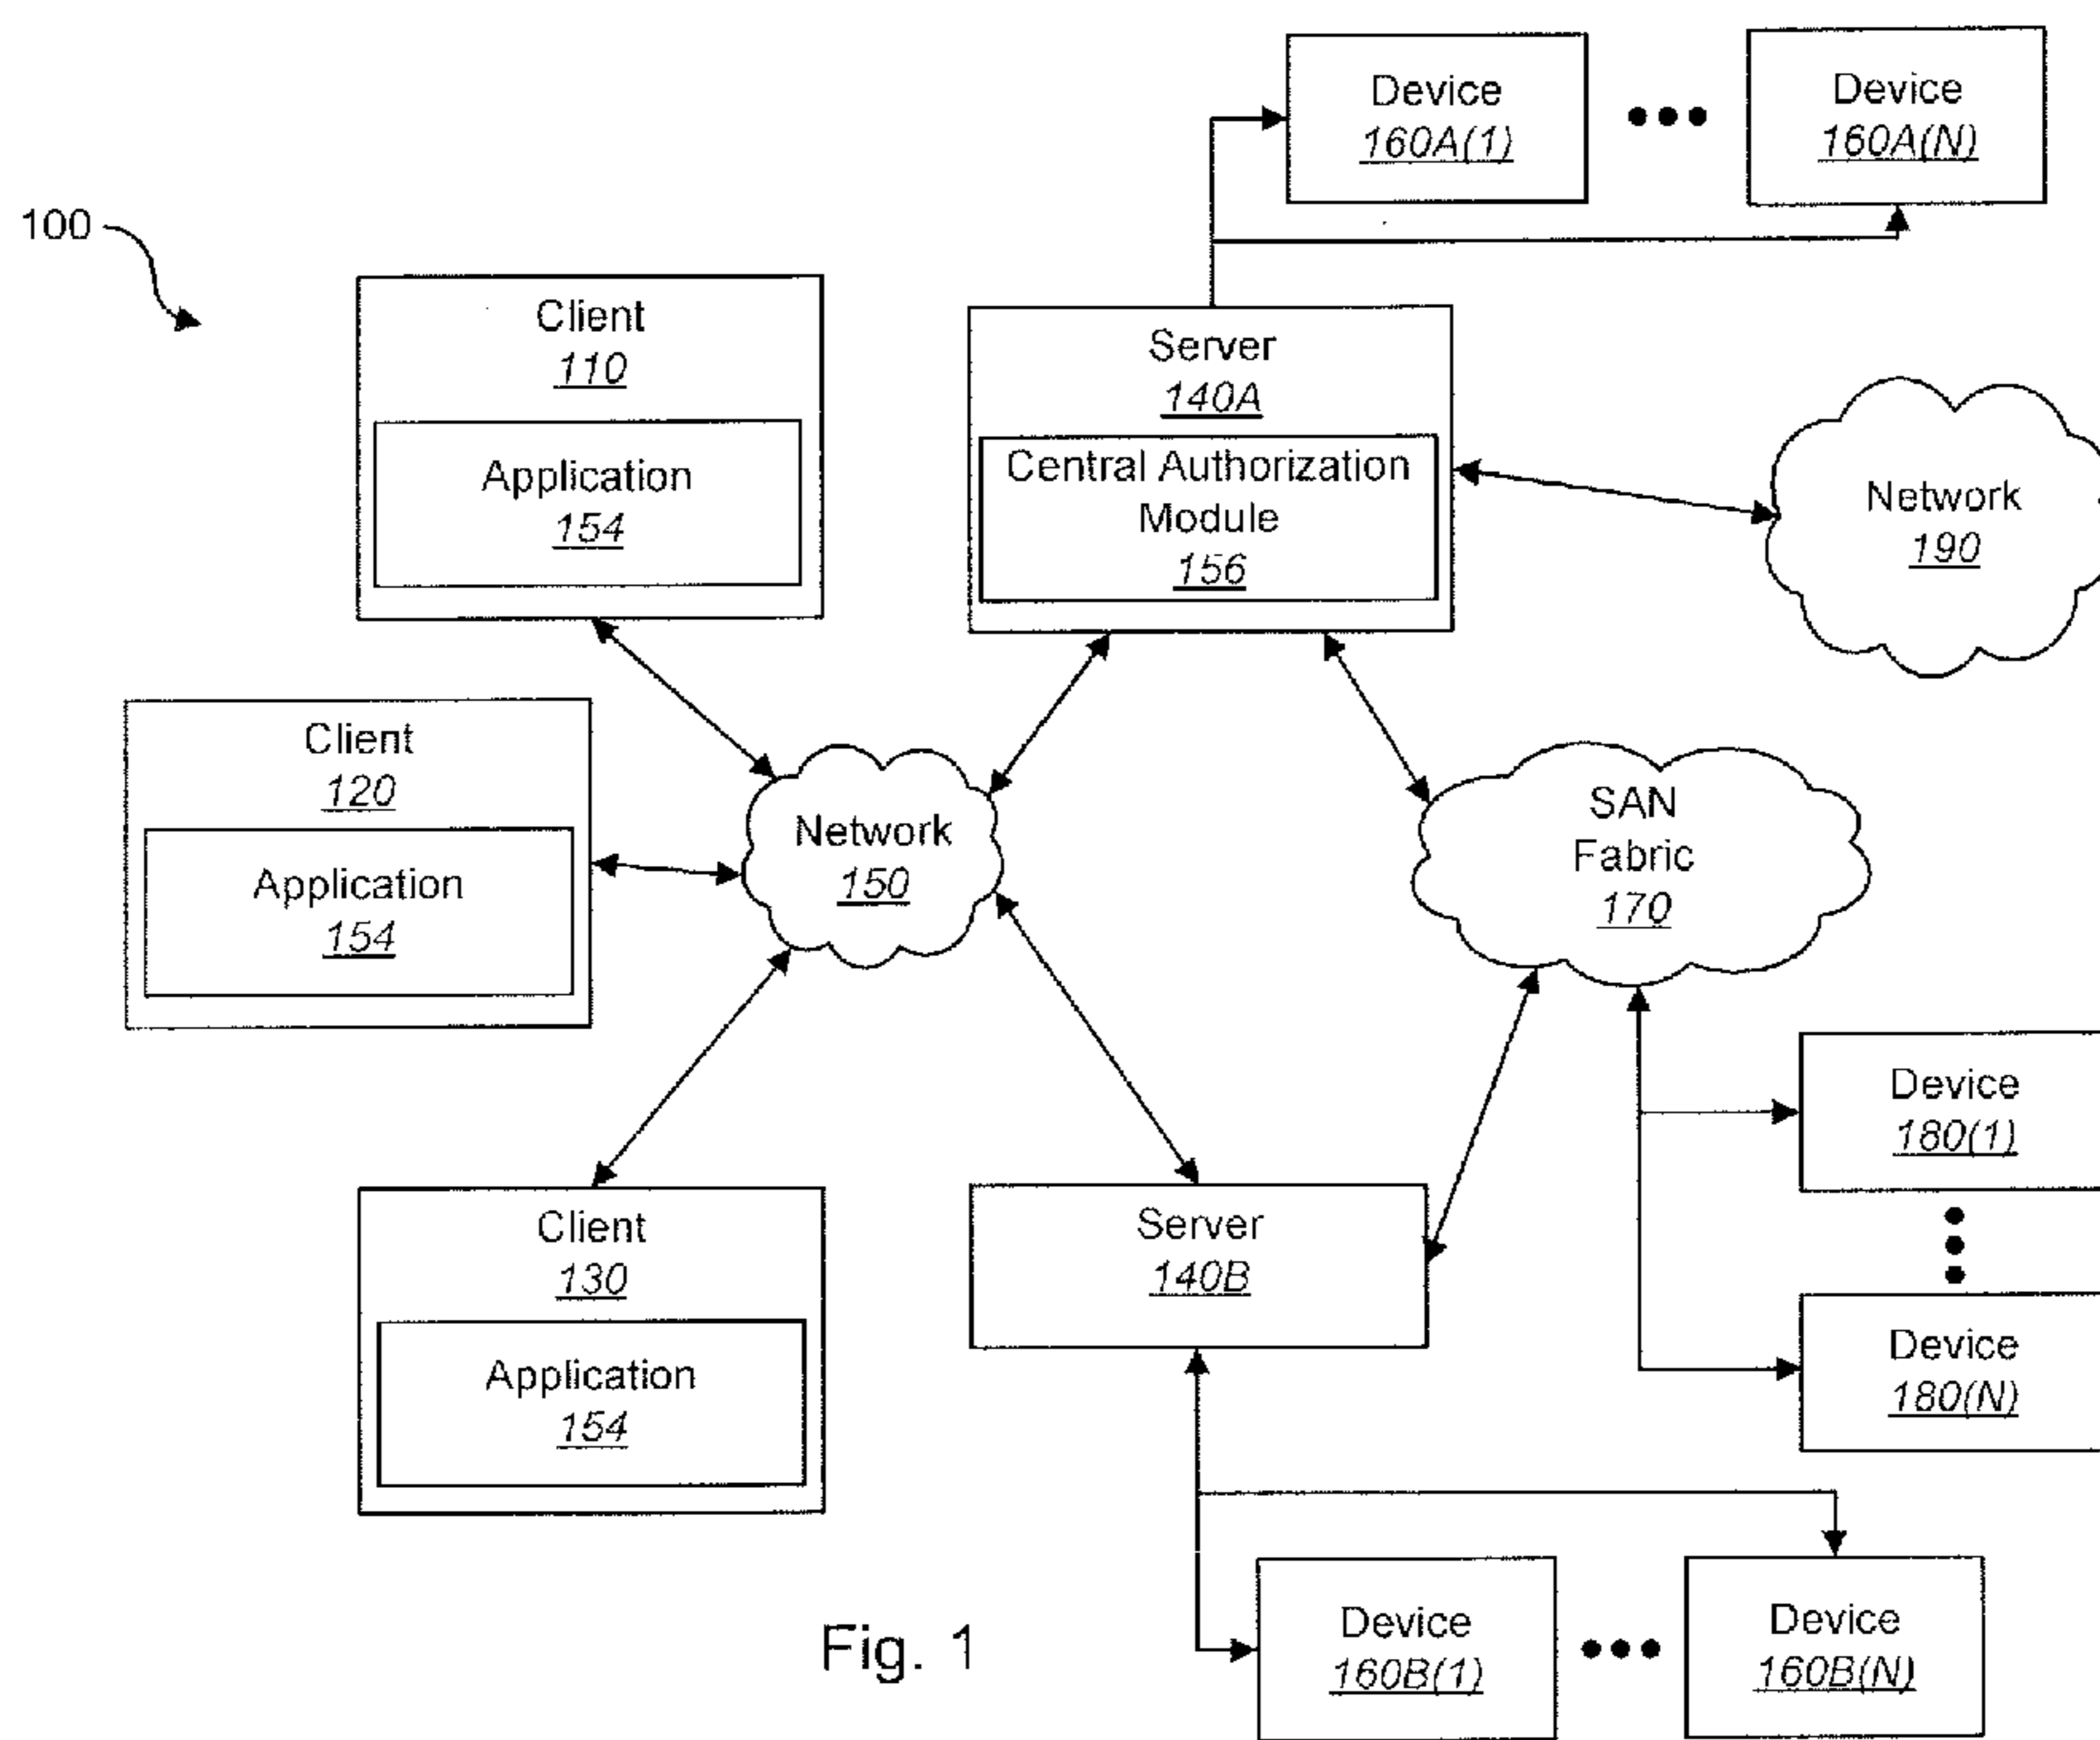 Device
160A(1)
Device
160A(N)
100
Client
110
Application
154
Server
140A
Central Authorization
Module
156
Network
190
Client
120
Application
154
Network
150
SAN
Fabric
170
Device
180(1)
Client
130
Application
154
Server
140B
Device
180(N)
Device
160B(1)
Device
160B(N)
Fig. 1